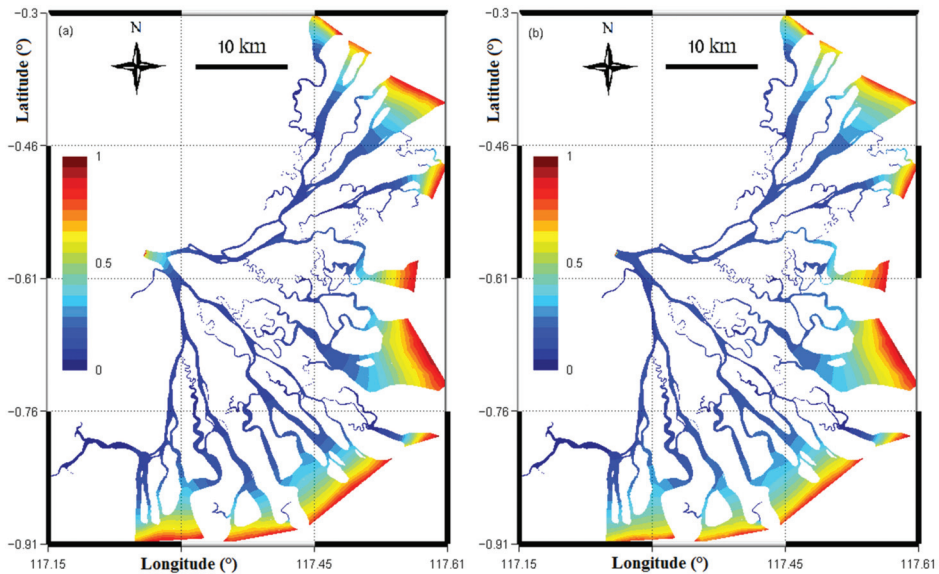 (a)
N
10 km
Latitude (°)
-0.3
-0.46
-0.61
-0.76
-0.91
1
0.5
0
117.15
Longitude (°)
117.45
117.61
(b)
N
10 km
Latitude (°)
-0.3
-0.46
-0.61
-0.76
-0.91
1
0.5
0
117.15
Longitude (°)
117.45
117.61